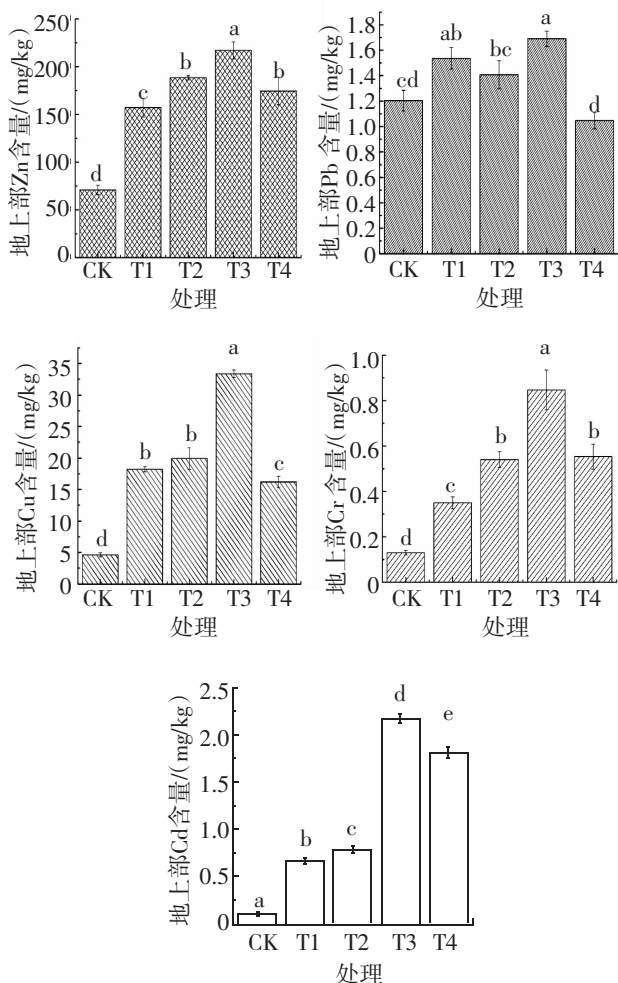 地上部Zn含量/(mg/kg)
250
200
150
100
50
0
d
c
b
a
b
CK T1 T2 T3 T4
处理
地上部Pb 含量/(mg/kg)
1.8
1.6
1.4
1.2
1.0
0.8
0.6
0.4
0.2
0
cd
ab
bc
a
d
CK T1 T2 T3 T4
处理
地上部Cu含量/(mg/kg)
35
30
25
20
15
10
5
0
d
b
b
a
c
CK T1 T2 T3 T4
处理
地上部Cr 含量/(mg/kg)
1.0
0.8
0.6
0.4
0.2
0
d
c
b
a
b
CK T1 T2 T3 T4
处理
地上部Cd含量/(mg/kg)
2.5
2.0
1.5
1.0
0.5
0
a
b
c
d
e
CK T1 T2 T3 T4
处理